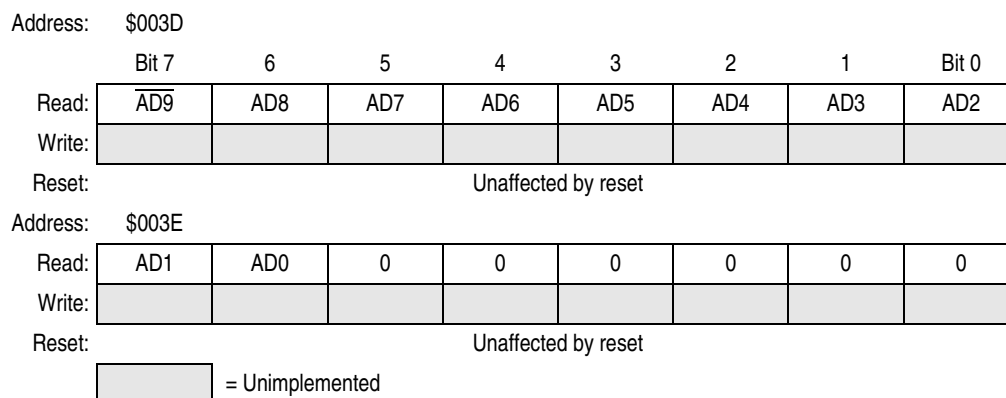 Address: $003D
Bit 7 6 5 4 3 2 1 Bit 0
Read: A̅D̅9̅ AD8 AD7 AD6 AD5 AD4 AD3 AD2
Write:
Reset: Unaffected by reset
Address: $003E
Read: AD1 AD0 0 0 0 0 0 0
Write:
Reset: Unaffected by reset
= Unimplemented